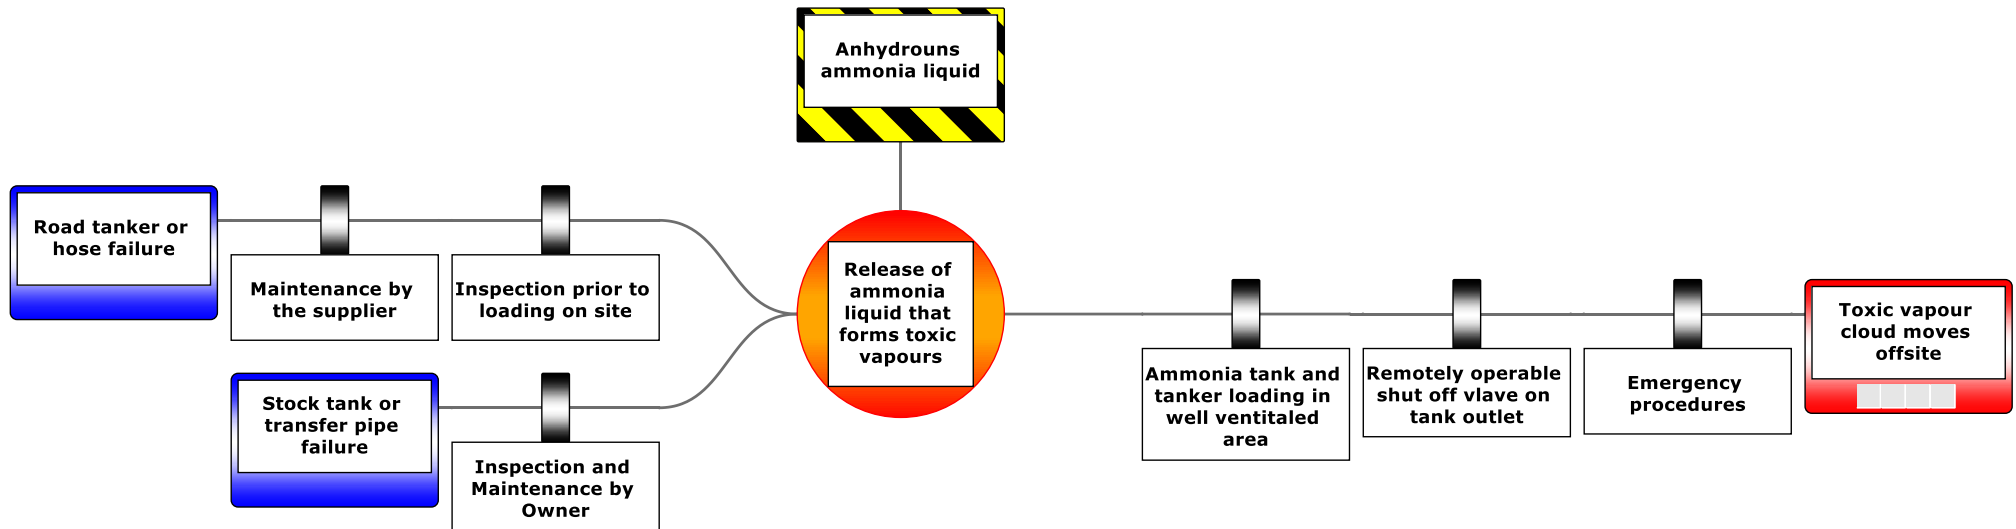 Anhydrouns
ammonia liquid
Road tanker or
hose failure
Maintenance by
the supplier
Inspection prior to
loading on site
Stock tank or
transfer pipe
failure
Inspection and
Maintenance by
Owner
Release of
ammonia
liquid that
forms toxic
vapours
Ammonia tank and
tanker loading in
well ventitaled
area
Remotely operable
shut off vlave on
tank outlet
Emergency
procedures
Toxic vapour
cloud moves
offsite